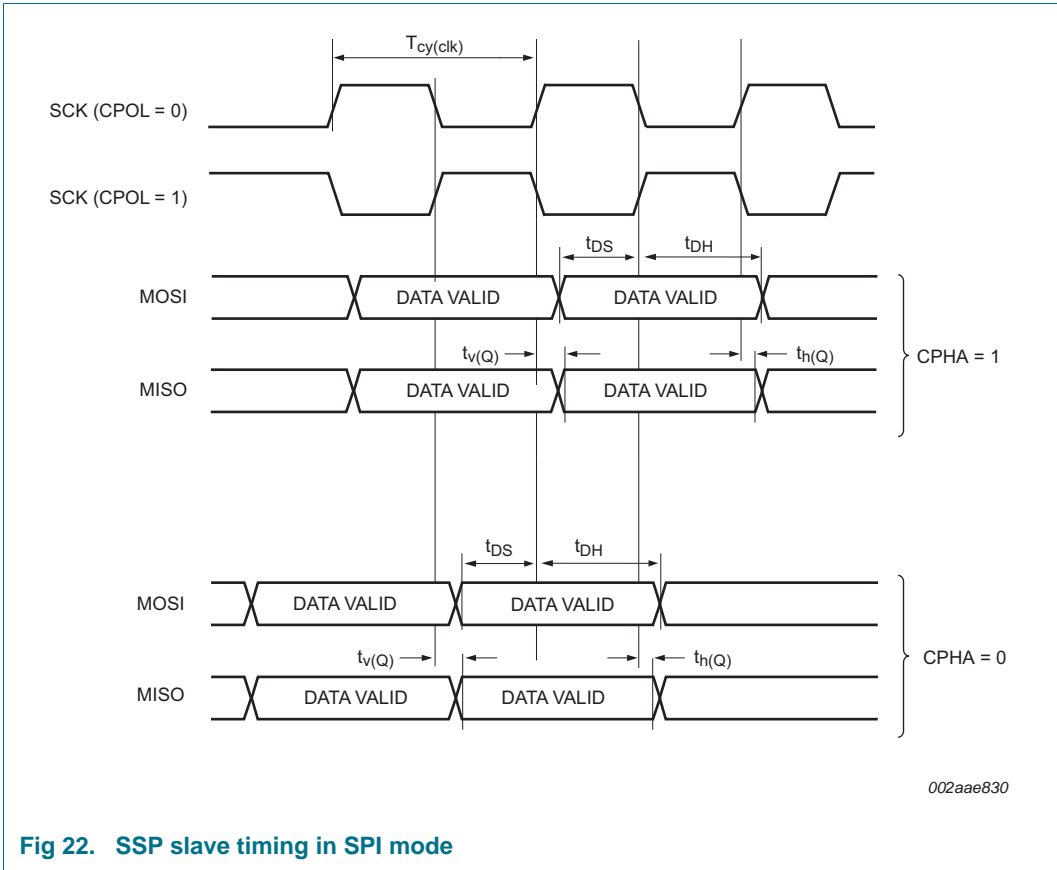 Tcy(clk)
SCK (CPOL = 0)
SCK (CPOL = 1)
tDS tDH
MOSI DATA VALID DATA VALID
tv(Q) th(Q)
CPHA = 1
MISO DATA VALID DATA VALID
tDS tDH
MOSI DATA VALID DATA VALID
tv(Q) th(Q)
CPHA = 0
MISO DATA VALID DATA VALID
002aae830
Fig 22. SSP slave timing in SPI mode